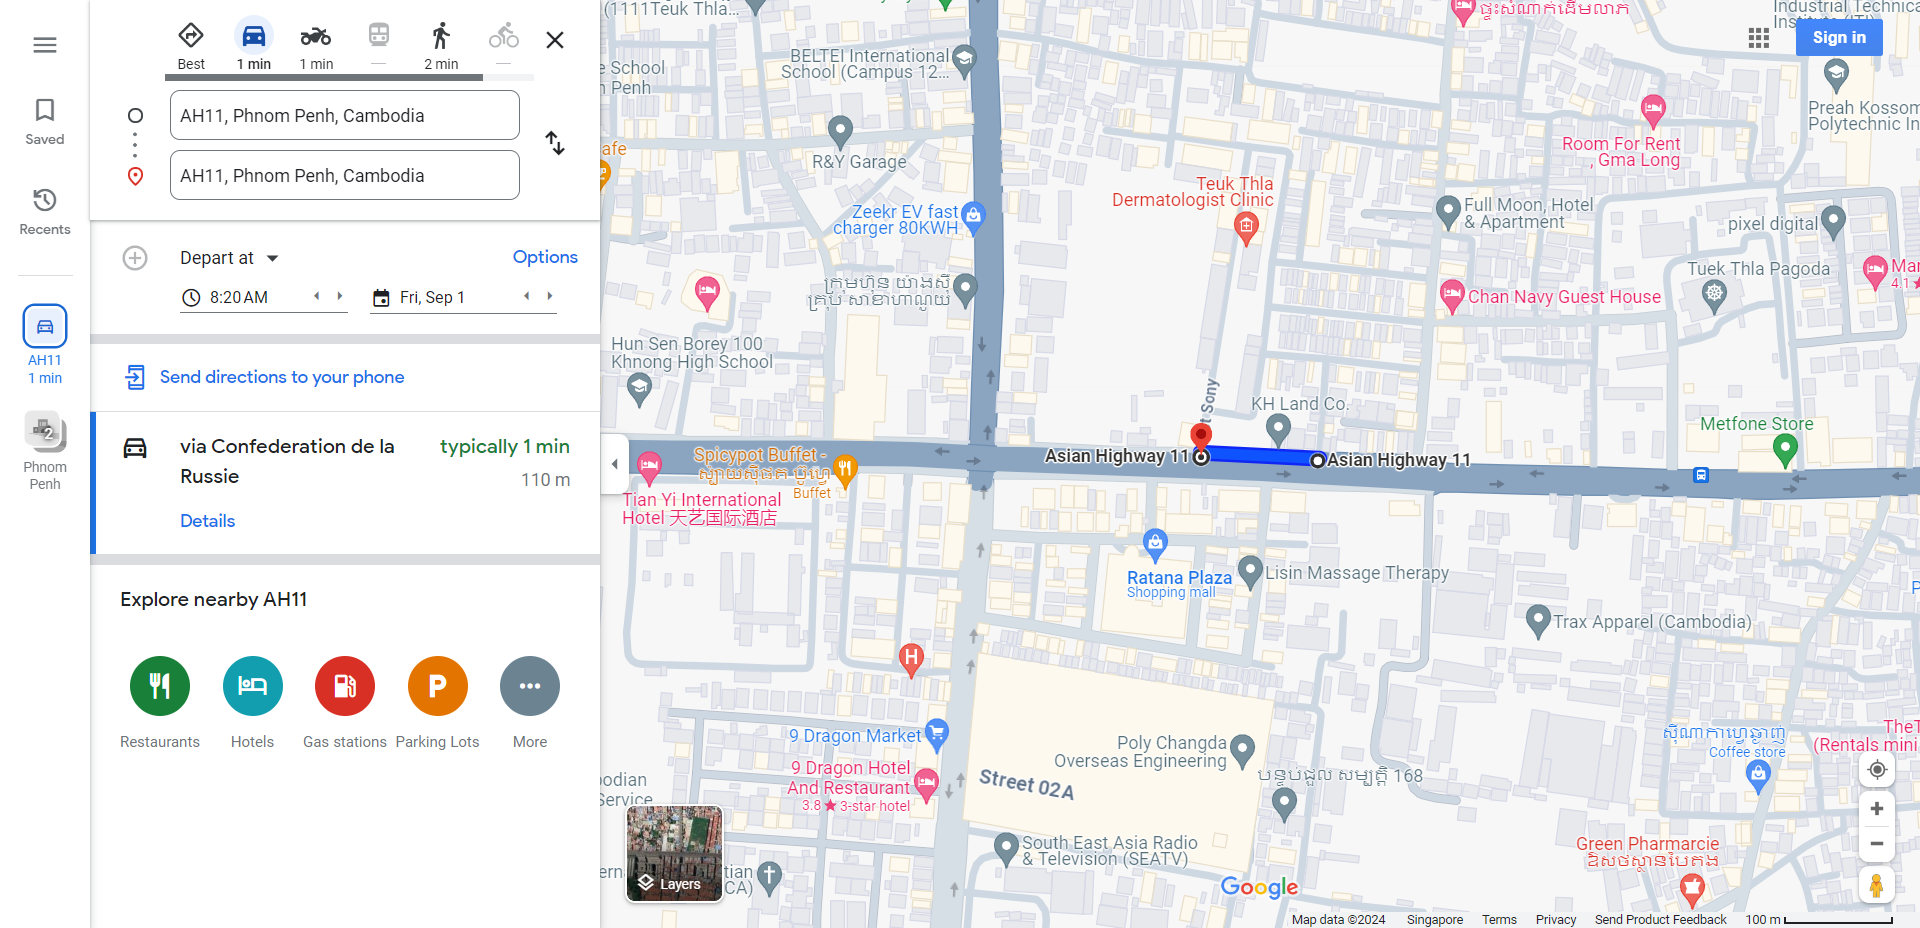 Best
1 min
1 min
2 min
AH11, Phnom Penh, Cambodia
AH11, Phnom Penh, Cambodia
Saved
Recents
AH11
1 min
2
Phnom
Penh
Depart at
Options
8:20 AM
Fri, Sep 1
Send directions to your phone
via Confederation de la
Russie
typically 1 min
110 m
Details
Explore nearby AH11
Restaurants
Hotels
Gas stations
Parking Lots
More
(1111Teuk Thla...
BELTEI International
School (Campus 12...
e School
n Penh
R&Y Garage
afe
Zeekr EV fast
charger 80KWH
ក្រុមហ៊ុន យ៉ាងស៊ី
គ្រុប សាខាហាណូយ
Hun Sen Borey 100
Khnong High School
Teuk Thla
Dermatologist Clinic
ផ្ទះសំណាក់ដើមលាភ
Industrial Technica
Institute (ITI)
Sign in
Preah Kossom
Polytechnic In
Room For Rent
, Gma Long
Full Moon, Hotel
& Apartment
pixel digital
Tuek Thla Pagoda
Mar
4.1
Chan Navy Guest House
t Sony
KH Land Co.
Metfone Store
Spicypot Buffet -
ស្ប៉ាយស៊ីផត ប៊ូហ្វេ
Buffet
Asian Highway 11
Asian Highway 11
Tian Yi International
Hotel 天艺国际酒店
Ratana Plaza
Shopping mall
Lisin Massage Therapy
Trax Apparel (Cambodia)
P
H
9 Dragon Market
9 Dragon Hotel
And Restaurant
3.8 ★ 3-star hotel
Street 02A
Poly Changda
Overseas Engineering
បន្ទប់ជួល សម្បត្តិ 168
ស៊ីណាកាហ្វេឆ្ងាញ់
Coffee store
TheT
(Rentals mini
bodian
Service
South East Asia Radio
& Television (SEATV)
Green Pharmarcie
ឱសថស្ថានបៃតង
ern
tian
CA)
Layers
Google
Map data ©2024
Singapore
Terms
Privacy
Send Product Feedback
100 m